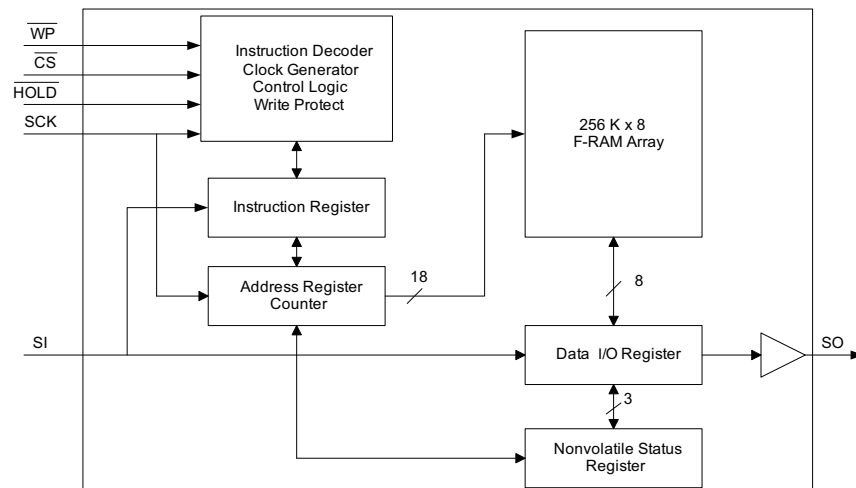 WP
CS
HOLD
SCK
Instruction Decoder
Clock Generator
Control Logic
Write Protect
256 K x 8
F-RAM Array
Instruction Register
Address Register
Counter
18
8
SI
Data I/O Register
SO
3
Nonvolatile Status
Register